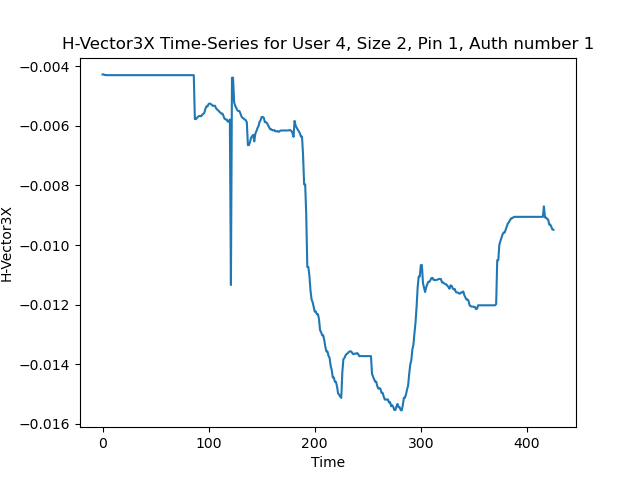 H-Vector3X Time-Series for User 4, Size 2, Pin 1, Auth number 1
−0.004
−0.006
−0.008
−0.010
−0.012
−0.014
−0.016
H-Vector3X
0 100 200 300 400
Time